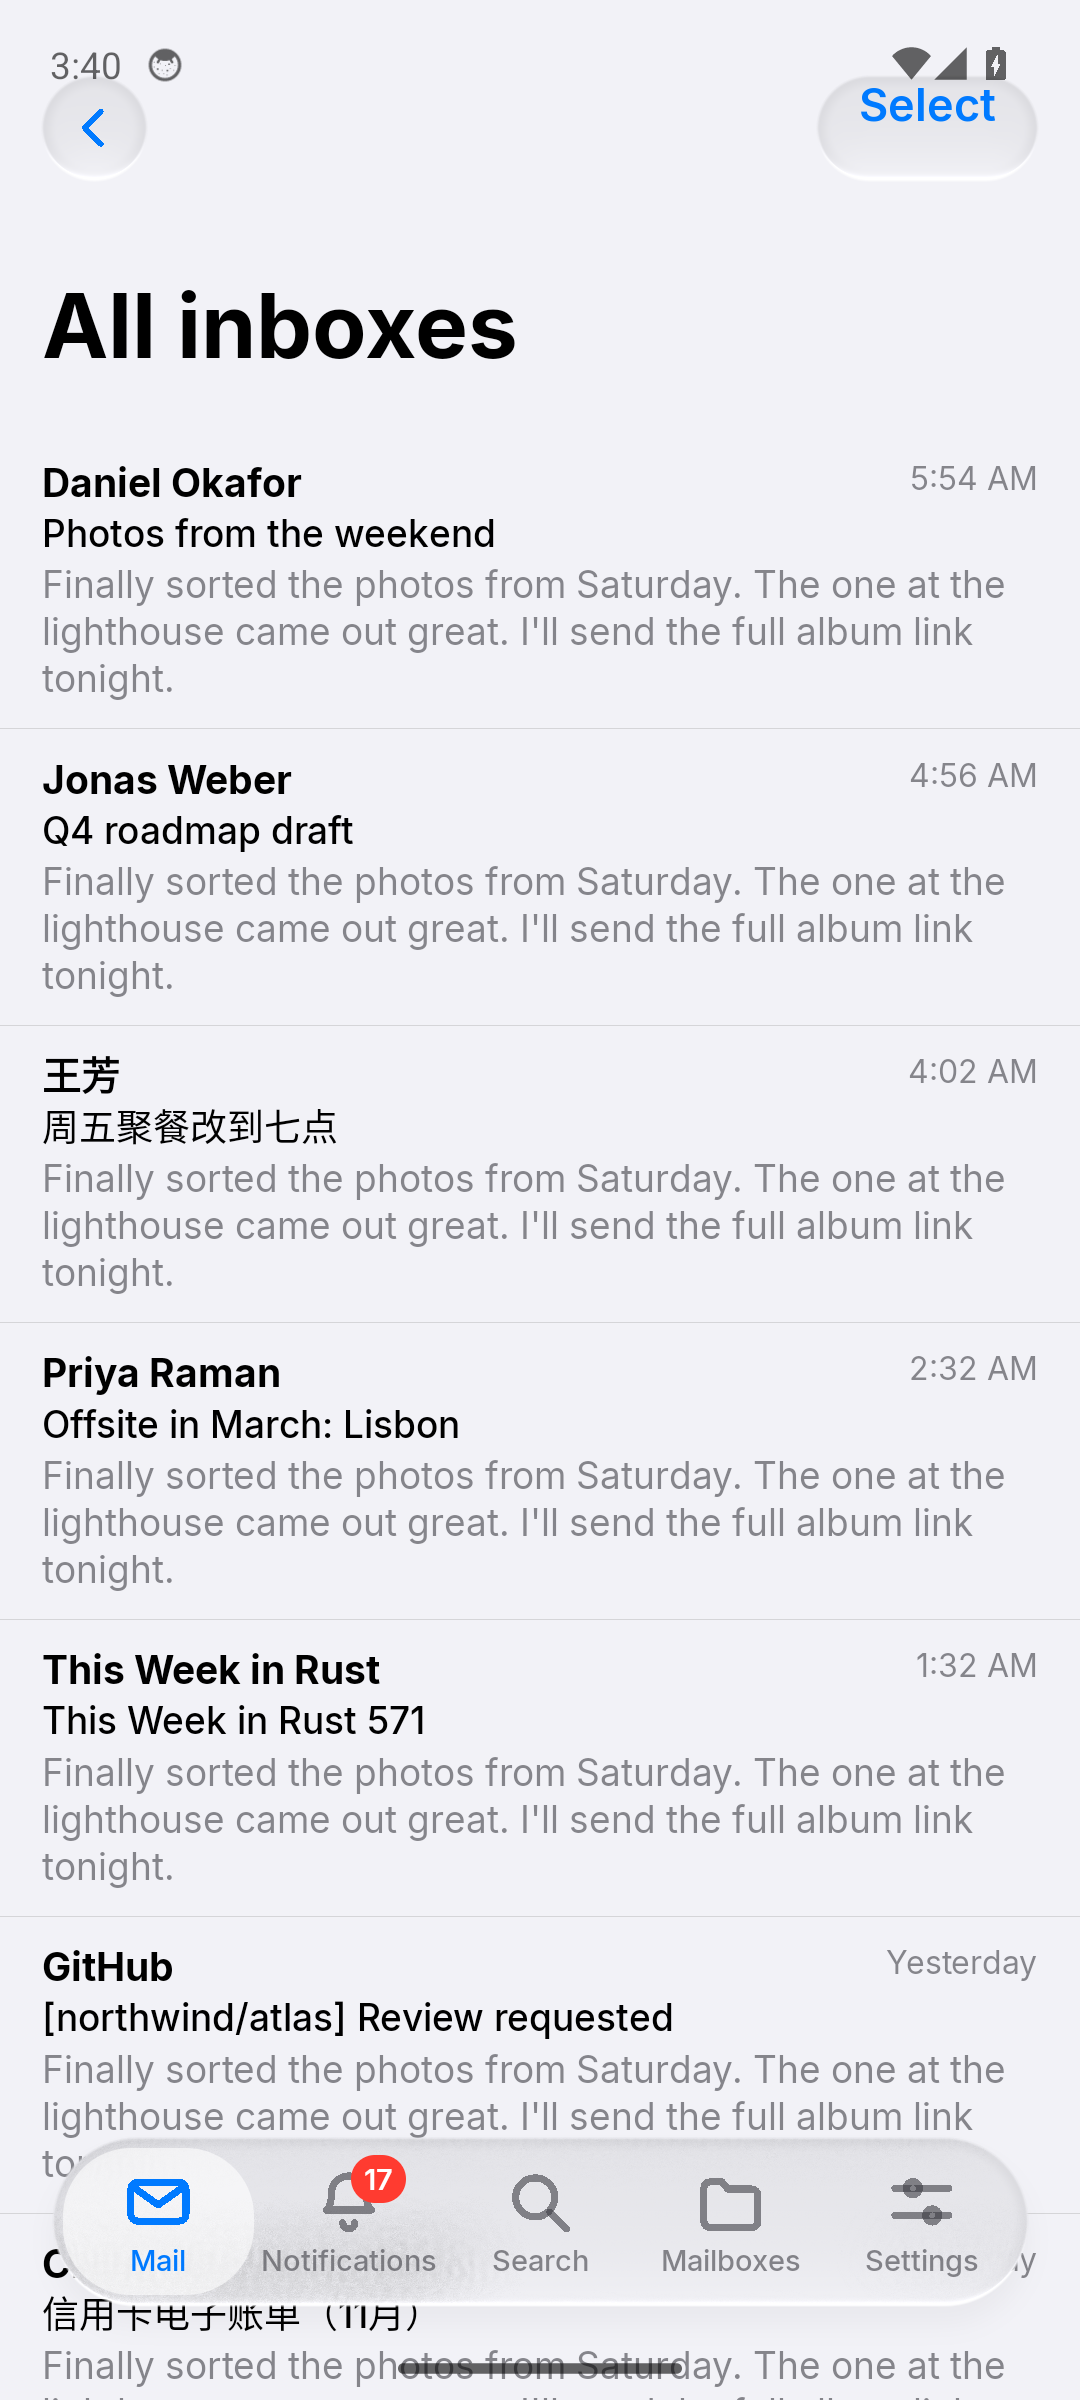 3:40
Select
All inboxes
Daniel Okafor
5:54 AM
Photos from the weekend
Finally sorted the photos from Saturday. The one at the
lighthouse came out great. I'll send the full album link
tonight.
Jonas Weber
4:56 AM
Q4 roadmap draft
Finally sorted the photos from Saturday. The one at the
lighthouse came out great. I'll send the full album link
tonight.
王芳
4:02 AM
周五聚餐改到七点
Finally sorted the photos from Saturday. The one at the
lighthouse came out great. I'll send the full album link
tonight.
Priya Raman
2:32 AM
Offsite in March: Lisbon
Finally sorted the photos from Saturday. The one at the
lighthouse came out great. I'll send the full album link
tonight.
This Week in Rust
1:32 AM
This Week in Rust 571
Finally sorted the photos from Saturday. The one at the
lighthouse came out great. I'll send the full album link
tonight.
GitHub
Yesterday
[northwind/atlas] Review requested
Finally sorted the photos from Saturday. The one at the
lighthouse came out great. I'll send the full album link
17
Mail
Notifications
Search
Mailboxes
Settings
信用卡电子账单（11月）
Finally sorted the photos from Saturday. The one at the